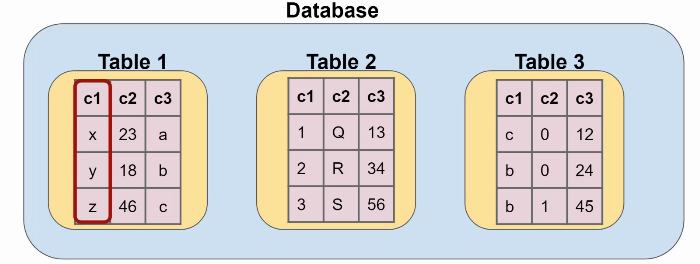 Database
Table 1
c1 c2 c3
x 23 a
y 18 b
z 46 c
Table 2
c1 c2 c3
1 Q 13
2 R 34
3 S 56
Table 3
c1 c2 c3
c 0 12
b 0 24
b 1 45